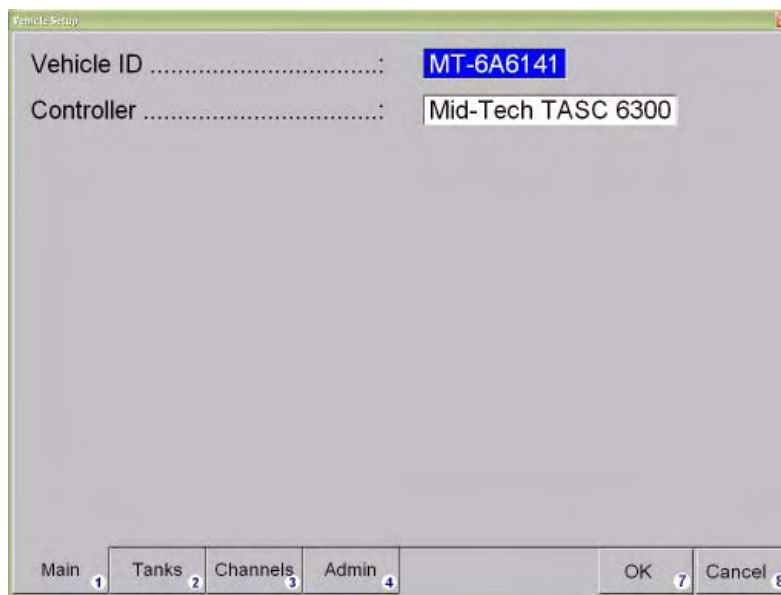 Vehicle Setup
Vehicle ID ................................: MT-6A6141
Controller .................................: Mid-Tech TASC 6300
Main 1 Tanks 2 Channels 3 Admin 4 OK 7 Cancel 8